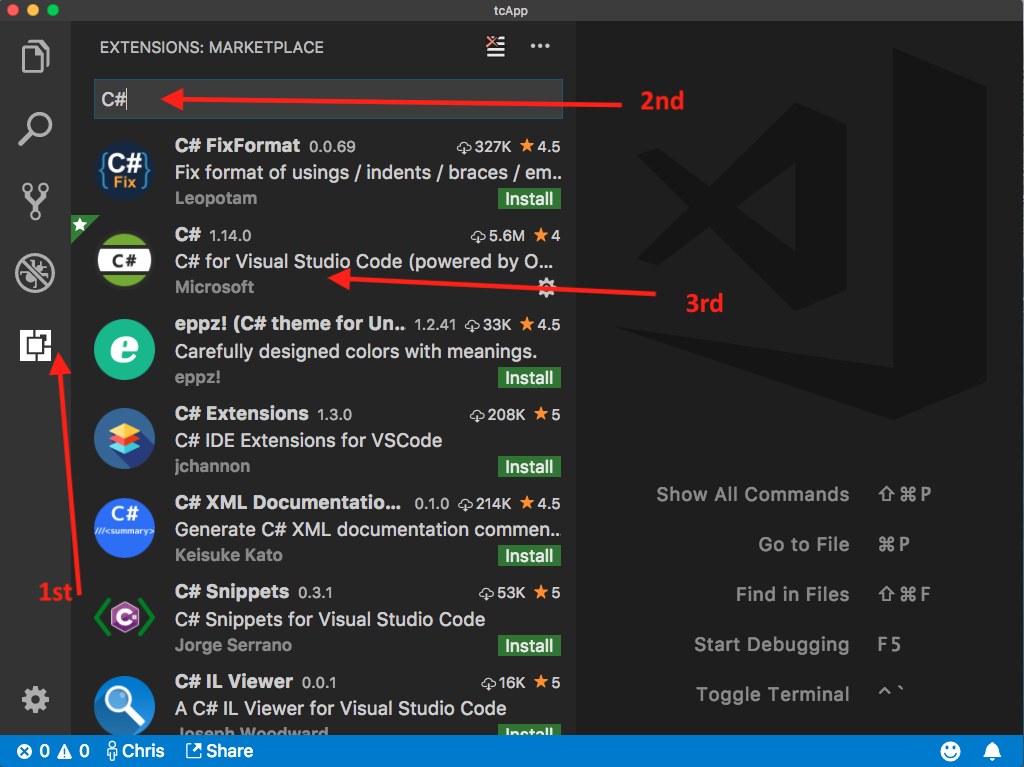 tcApp
EXTENSIONS: MARKETPLACE
C#
2nd
C# FixFormat 0.0.69 327K 4.5
Fix format of usings / indents / braces / em..
Leopotam Install
C# 1.14.0 5.6M 4
C# for Visual Studio Code (powered by O...
Microsoft
3rd
eppz! (C# theme for Un.. 1.2.41 33K 4.5
Carefully designed colors with meanings.
eppz! Install
C# Extensions 1.3.0 208K 5
C# IDE Extensions for VSCode
jchannon Install
C# XML Documentatio... 0.1.0 214K 4.5
Generate C# XML documentation commen..
Keisuke Kato Install
1st
C# Snippets 0.3.1 53K 5
C# Snippets for Visual Studio Code
Jorge Serrano Install
C# IL Viewer 0.0.1 16K 5
A C# IL Viewer for Visual Studio Code
Joseph Woodward Install
C#
Fix
C#
e
C#
///<summary>
C#
Show All Commands ⇧⌘P
Go to File ⌘P
Find in Files ⇧⌘F
Start Debugging F5
Toggle Terminal ^`
0 0 Chris Share